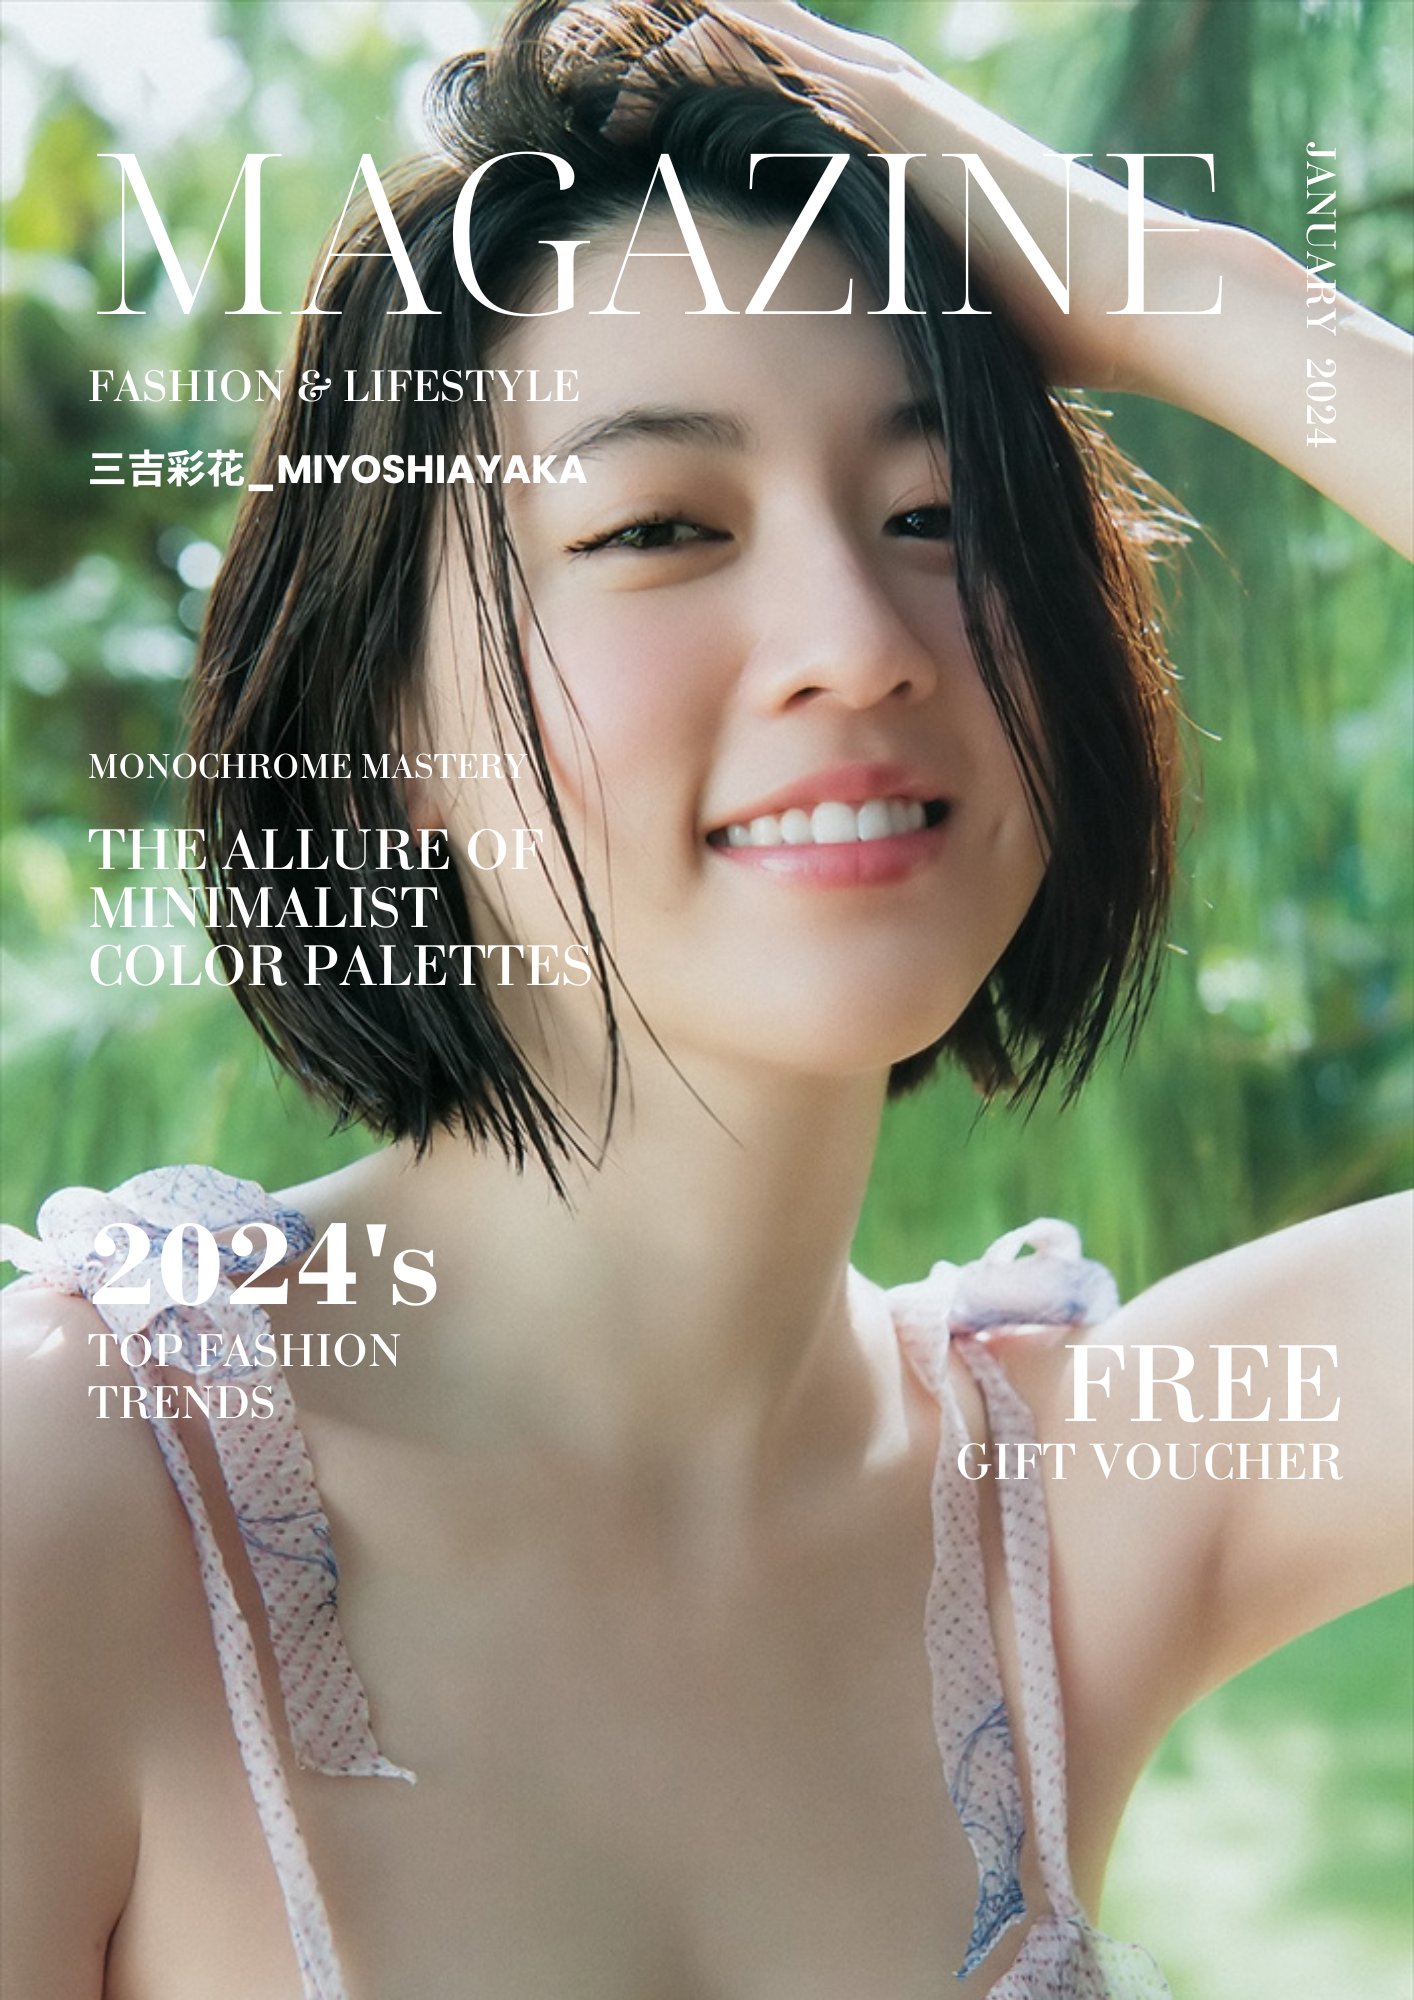 MAGAZINE
JANUARY 2024
FASHION & LIFESTYLE
三吉彩花_MIYOSHIAYAKA
MONOCHROME MASTERY
THE ALLURE OF
MINIMALIST
COLOR PALETTES
2024's
TOP FASHION
TRENDS
FREE
GIFT VOUCHER